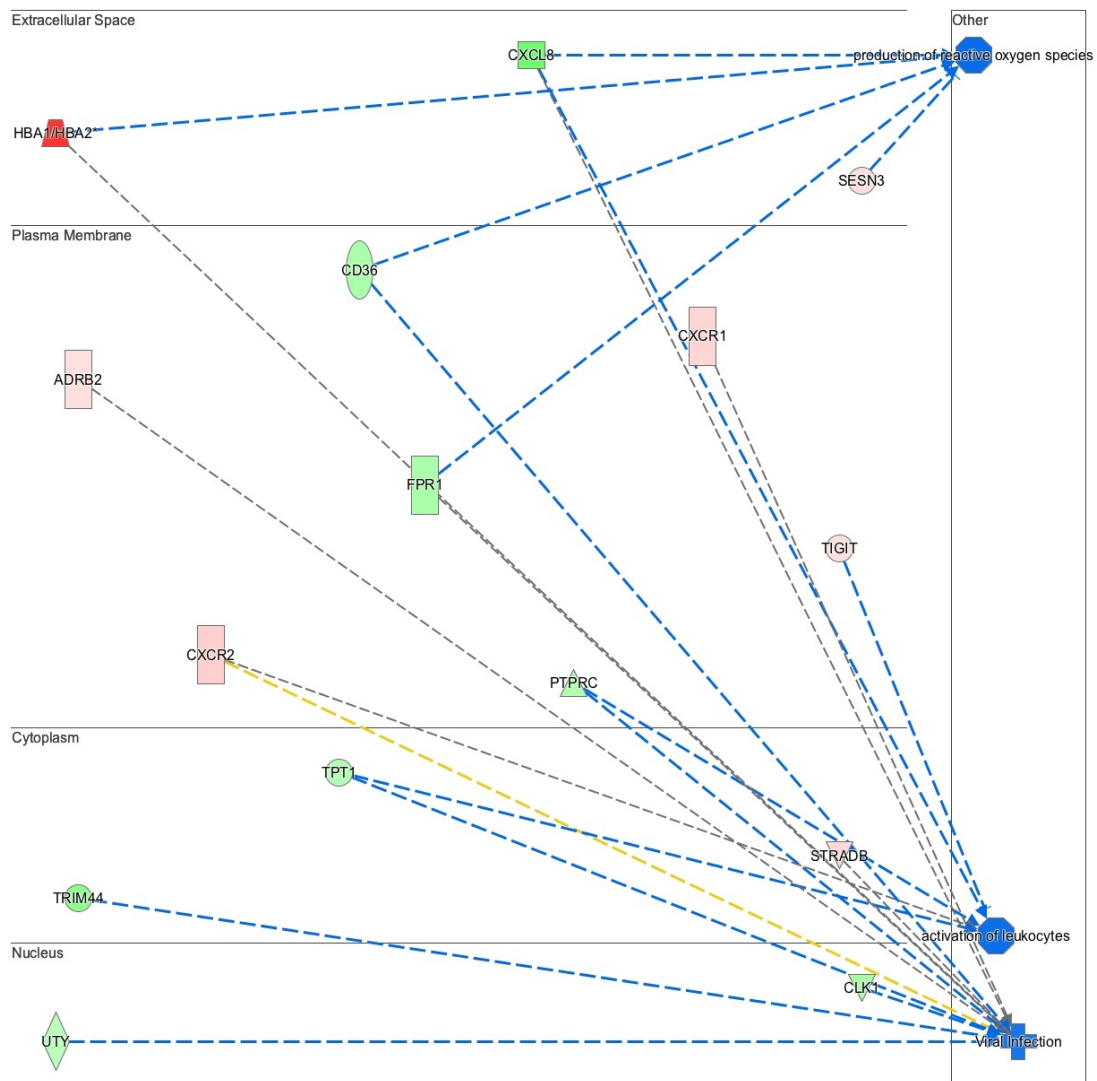 Extracellular Space
Other
CXCL8
production of reactive oxygen species
HBA1/HBA2*
SESN3
Plasma Membrane
CD36
CXCR1
ADRB2
FPR1
TIGIT
CXCR2
PTPRC
Cytoplasm
TPT1
STRADB
TRIM44
activation of leukocytes
Nucleus
CLK1
UTY
Viral Infection